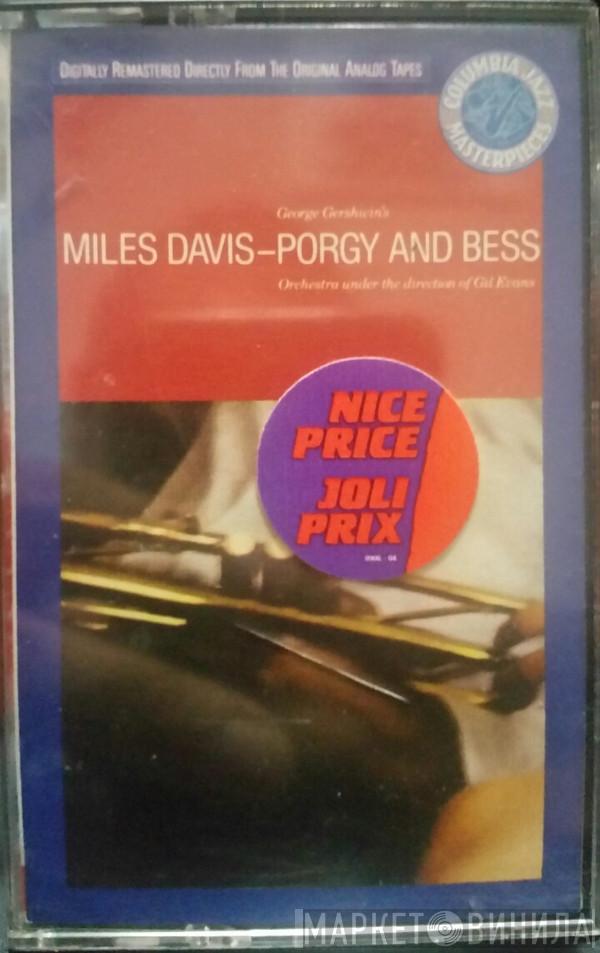 DIGITALLY REMASTERED DIRECTLY FROM THE ORIGINAL ANALOG TAPES
COLUMBIA JAZZ
MASTERPIECES
George Gershwin's
MILES DAVIS–PORGY AND BESS
Orchestra under the direction of Gil Evans
NICE
PRICE
JOLI
PRIX
МАРКЕТ ВИНИЛА